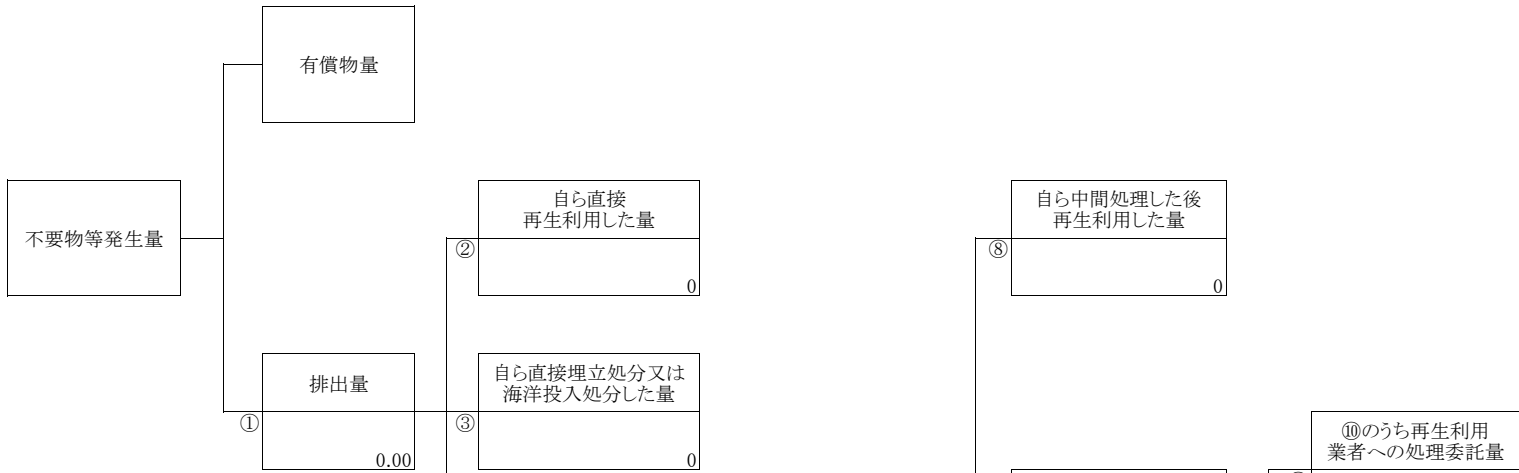 有償物量
不要物等発生量
自ら直接
再生利用した量
②
0
自ら中間処理した後
再生利用した量
⑧
0
排出量
①
0.00
自ら直接埋立処分又は
海洋投入処分した量
③
0
⑩のうち再生利用
業者への処理委託量